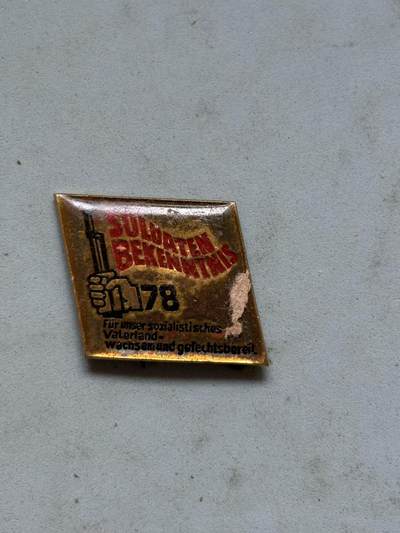 SOLDATEN
BEKENNTNIS
78
Für unser sozialistisches
Vaterland-
wachsam und gefechtsbereit